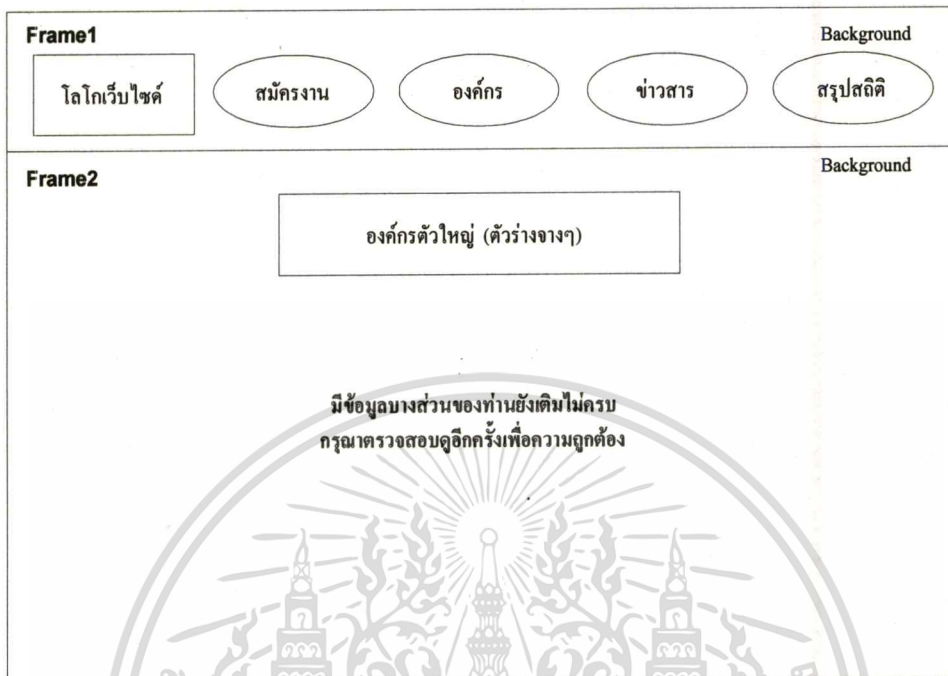 Frame1 Background
โลโกเว็บไซต์ สมัครงาน องค์กร ข่าวสาร สรุปสถิติ
Frame2 Background
องค์กรตัวใหญ่ (ตัวร่างจางๆ)
มีข้อมูลบางส่วนของท่านยังเติมไม่ครบ
กรุณาตรวจสอบดูอีกครั้งเพื่อความถูกต้อง